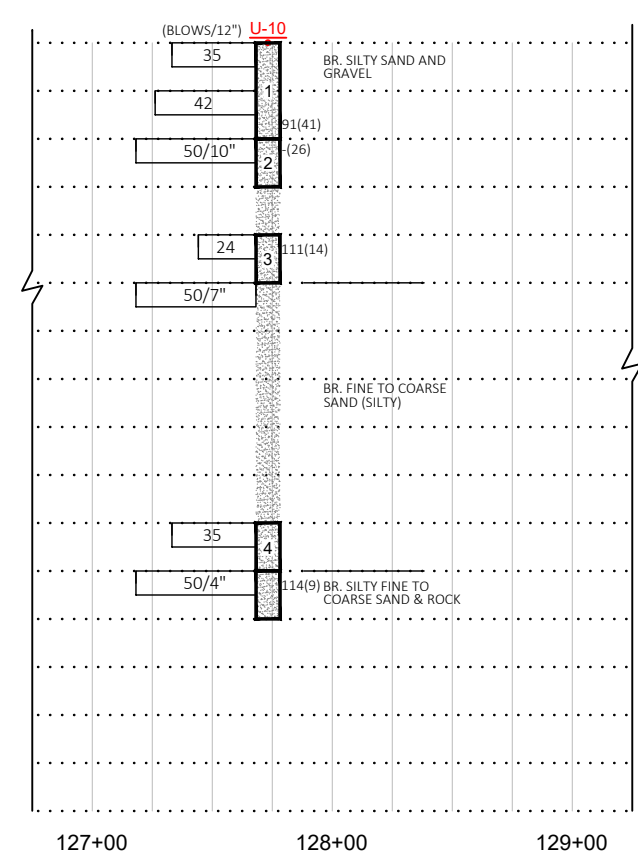 (BLOWS/12") U-10
35
BR. SILTY SAND AND
GRAVEL
1
42
91(41)
50/10"
2
-(26)
24
3
111(14)
50/7"
BR. FINE TO COARSE
SAND (SILTY)
35
4
50/4"
114(9)
BR. SILTY FINE TO
COARSE SAND & ROCK
127+00 128+00 129+00